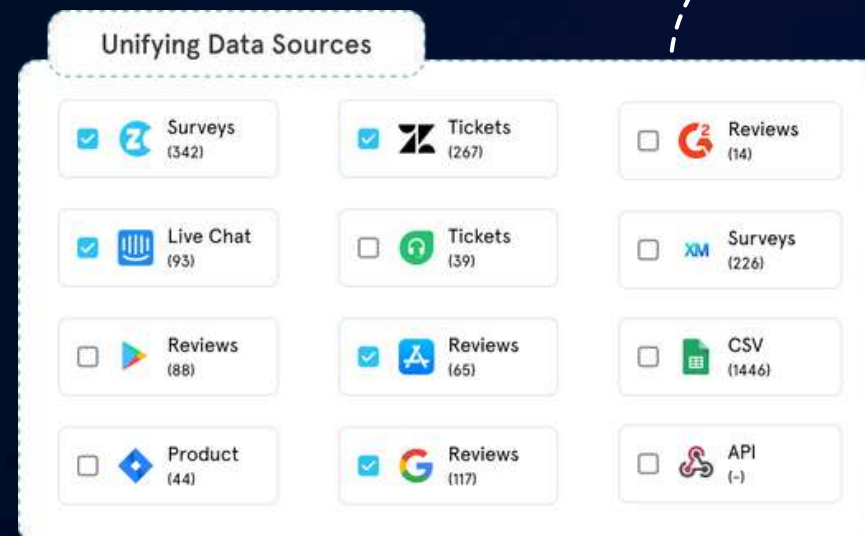 Unifying Data Sources
Surveys
(342)
Tickets
(267)
Reviews
(14)
Live Chat
(93)
Tickets
(39)
XM
Surveys
(226)
Reviews
(88)
Reviews
(65)
CSV
(1446)
Product
(44)
Reviews
(117)
API
(-)